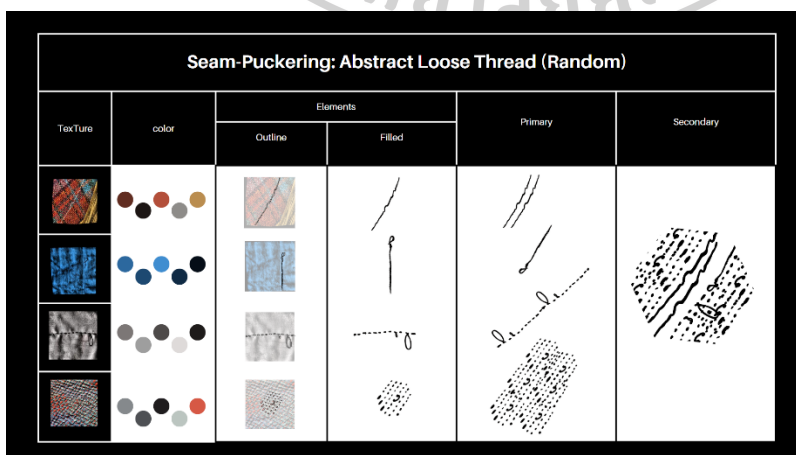 Seam-Puckering: Abstract Loose Thread (Random)
TexTure
color
Elements
Outline
Filled
Primary
Secondary